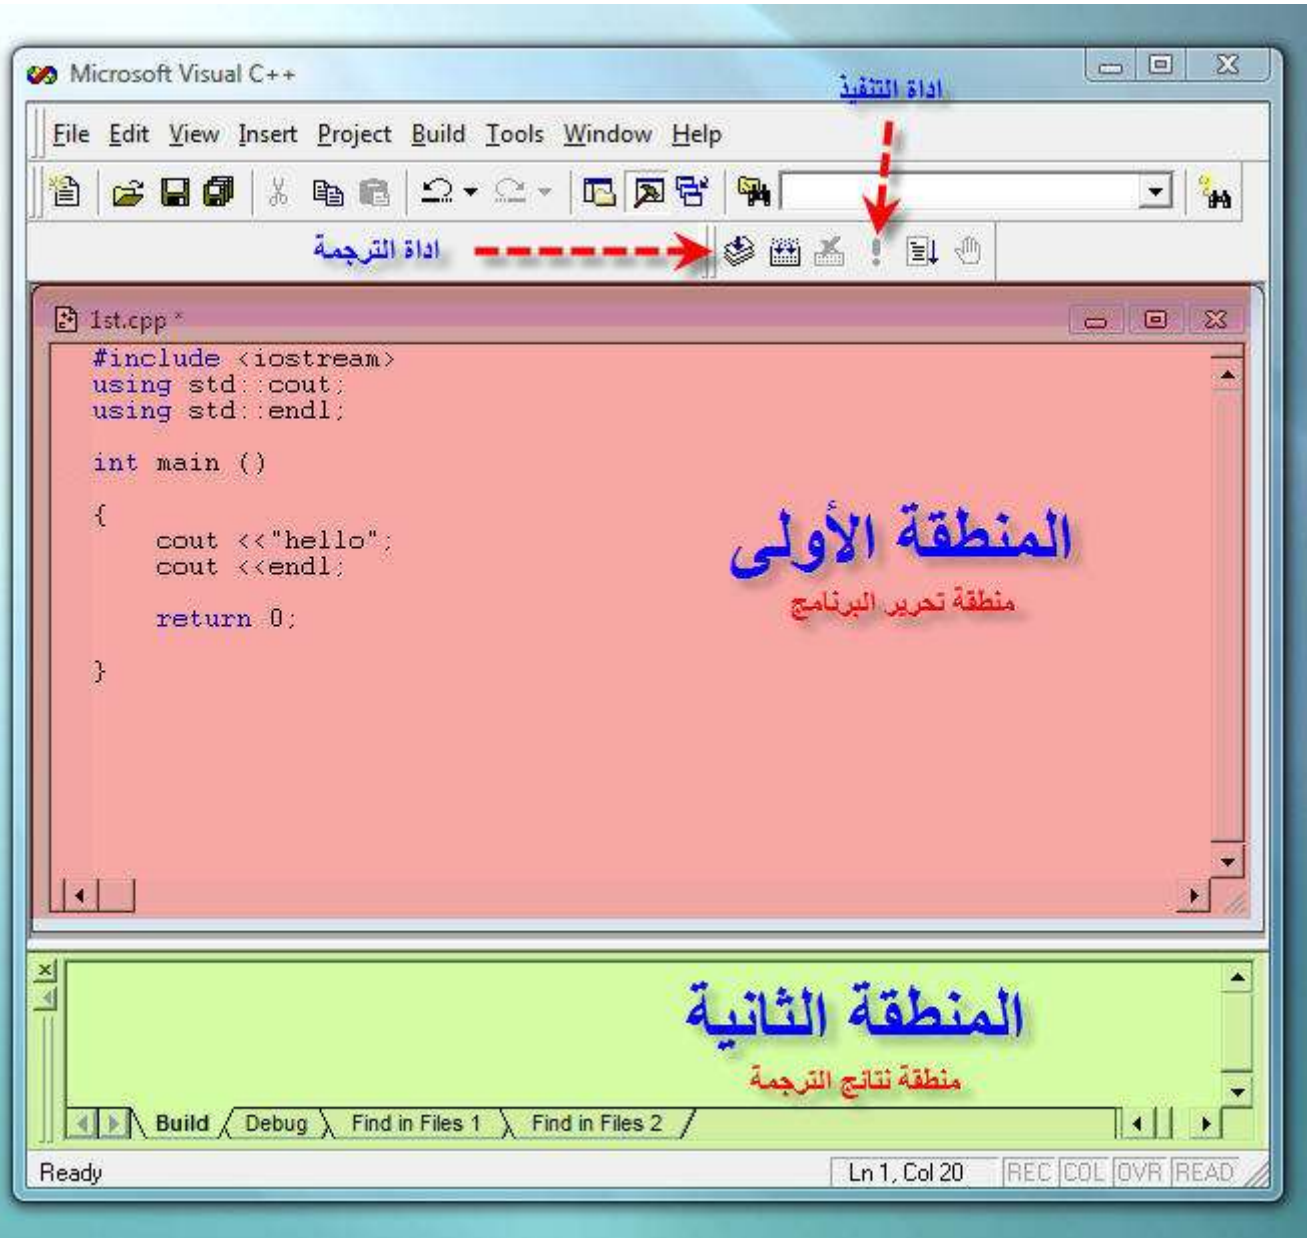 Microsoft Visual C++
اداة التنفيذ
File Edit View Insert Project Build Tools Window Help
اداة الترجمة
1st.cpp *
#include <iostream>
using std::cout;
using std::endl;
int main ()
{
cout <<"hello";
cout <<endl;
return 0;
}
المنطقة الأولى
منطقة تحرير البرنامج
المنطقة الثانية
منطقة نتائج الترجمة
Build Debug Find in Files 1 Find in Files 2
Ready Ln 1, Col 20 REC COL OVR READ